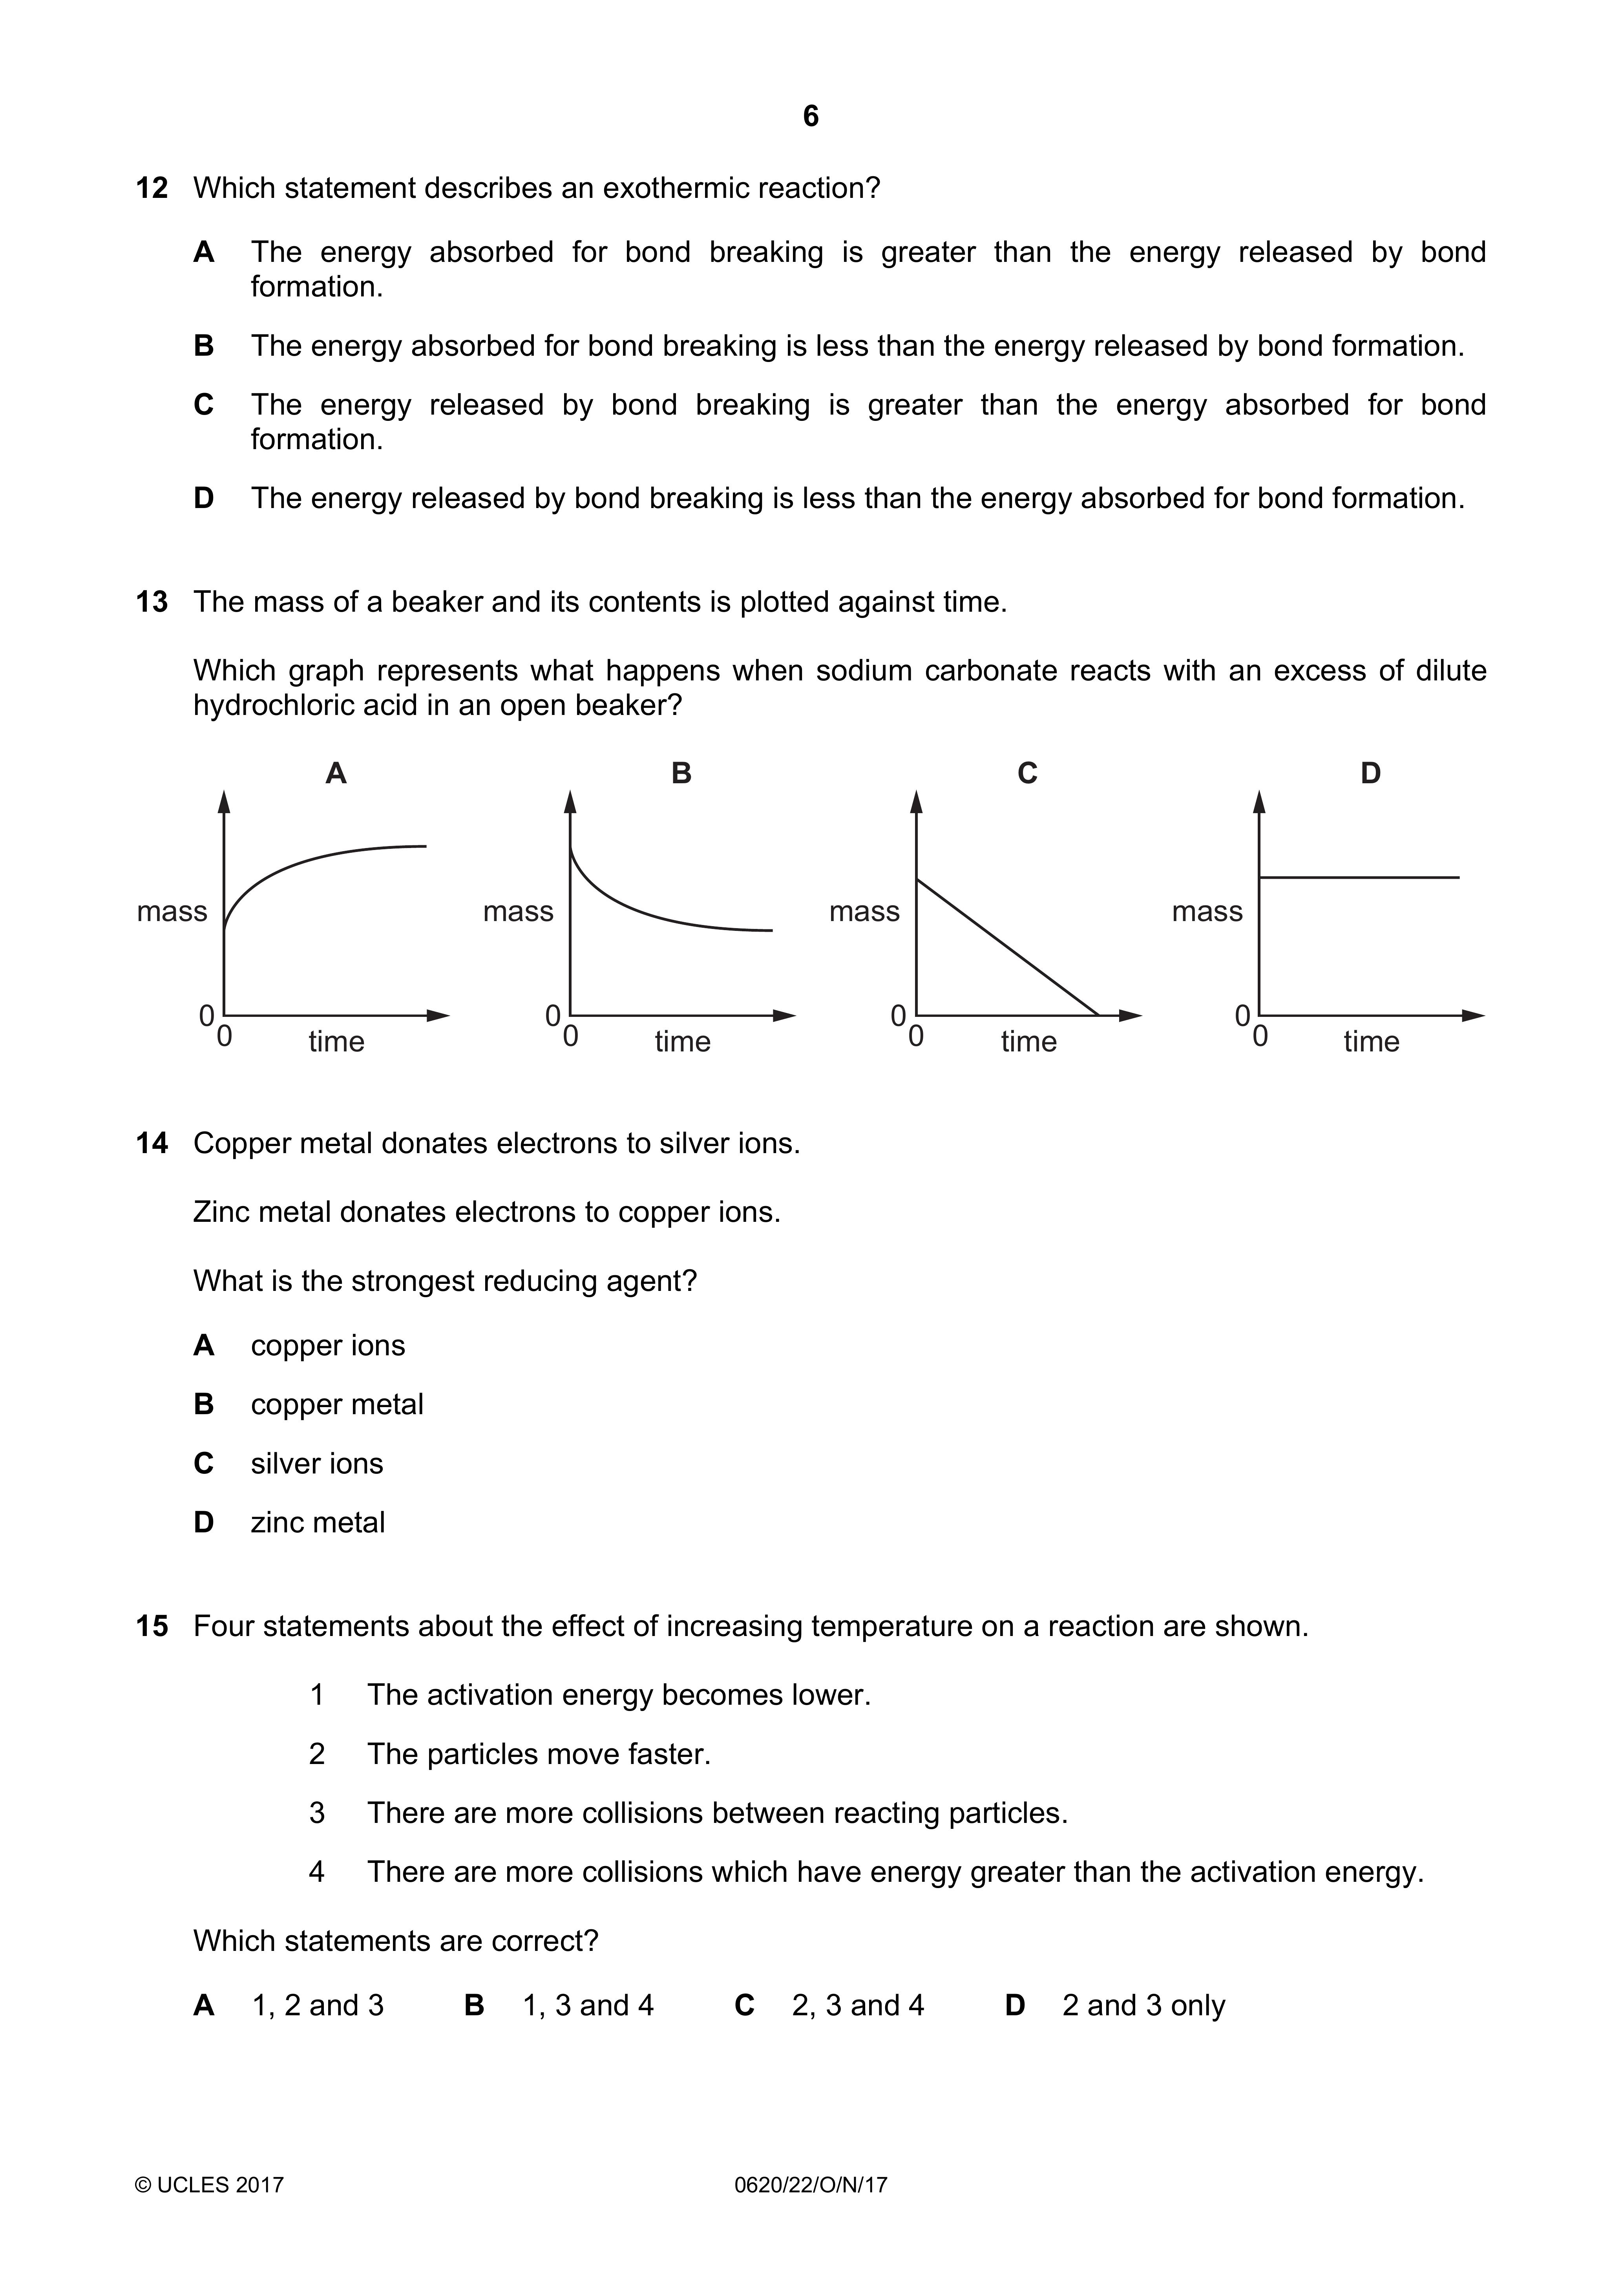 6
12 Which statement describes an exothermic reaction?
A The energy absorbed for bond breaking is greater than the energy released by bond
formation.
B The energy absorbed for bond breaking is less than the energy released by bond formation.
C The energy released by bond breaking is greater than the energy absorbed for bond
formation.
D The energy released by bond breaking is less than the energy absorbed for bond formation.
13 The mass of a beaker and its contents is plotted against time.
Which graph represents what happens when sodium carbonate reacts with an excess of dilute
hydrochloric acid in an open beaker?
A B C D
mass mass mass mass
0 0 0 0
0 0 0 0
time time time time
14 Copper metal donates electrons to silver ions.
Zinc metal donates electrons to copper ions.
What is the strongest reducing agent?
A copper ions
B copper metal
C silver ions
D zinc metal
15 Four statements about the effect of increasing temperature on a reaction are shown.
1 The activation energy becomes lower.
2 The particles move faster.
3 There are more collisions between reacting particles.
4 There are more collisions which have energy greater than the activation energy.
Which statements are correct?
A 1, 2 and 3 B 1, 3 and 4 C 2, 3 and 4 D 2 and 3 only
© UCLES 2017 0620/22/O/N/17